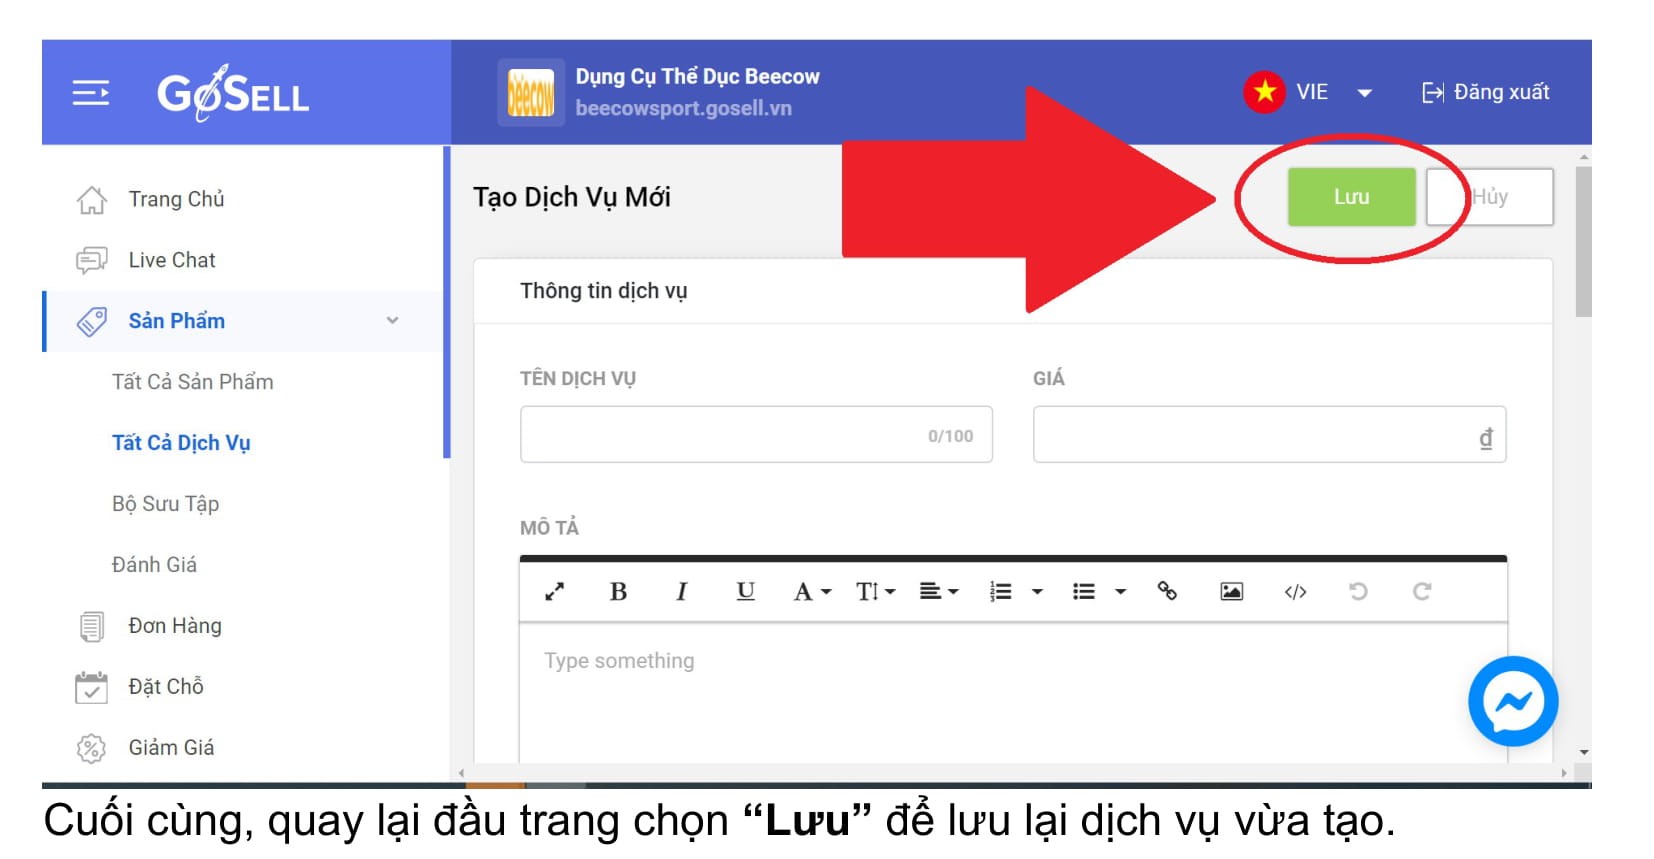 GoSELL
beecow
Dụng Cụ Thể Dục Beecow
beecowsport.gosell.vn
VIE
Đăng xuất
Trang Chủ
Live Chat
Sản Phẩm
Tất Cả Sản Phẩm
Tất Cả Dịch Vụ
Bộ Sưu Tập
Đánh Giá
Đơn Hàng
Đặt Chỗ
Giảm Giá
Tạo Dịch Vụ Mới
Lưu
Hủy
Thông tin dịch vụ
TÊN DỊCH VỤ
GIÁ
0/100
đ
MÔ TẢ
B I U A T
Type something
Cuối cùng, quay lại đầu trang chọn “Lưu” để lưu lại dịch vụ vừa tạo.